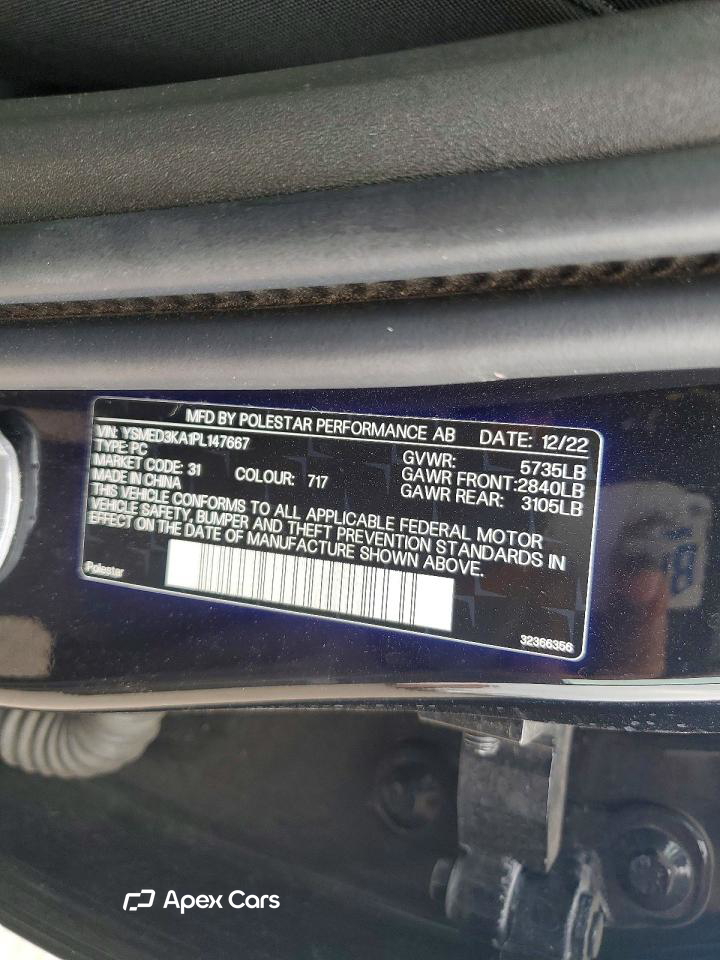 MFD BY POLESTAR PERFORMANCE AB DATE: 12/22
VIN: YSMED3KA1PL147667 GVWR: 5735LB
TYPE: PC GAWR FRONT: 2840LB
MARKET CODE: 31 COLOUR: 717 GAWR REAR: 3105LB
MADE IN CHINA
THIS VEHICLE CONFORMS TO ALL APPLICABLE FEDERAL MOTOR
VEHICLE SAFETY, BUMPER AND THEFT PREVENTION STANDARDS IN
EFFECT ON THE DATE OF MANUFACTURE SHOWN ABOVE.
Polestar
32366356
Apex Cars